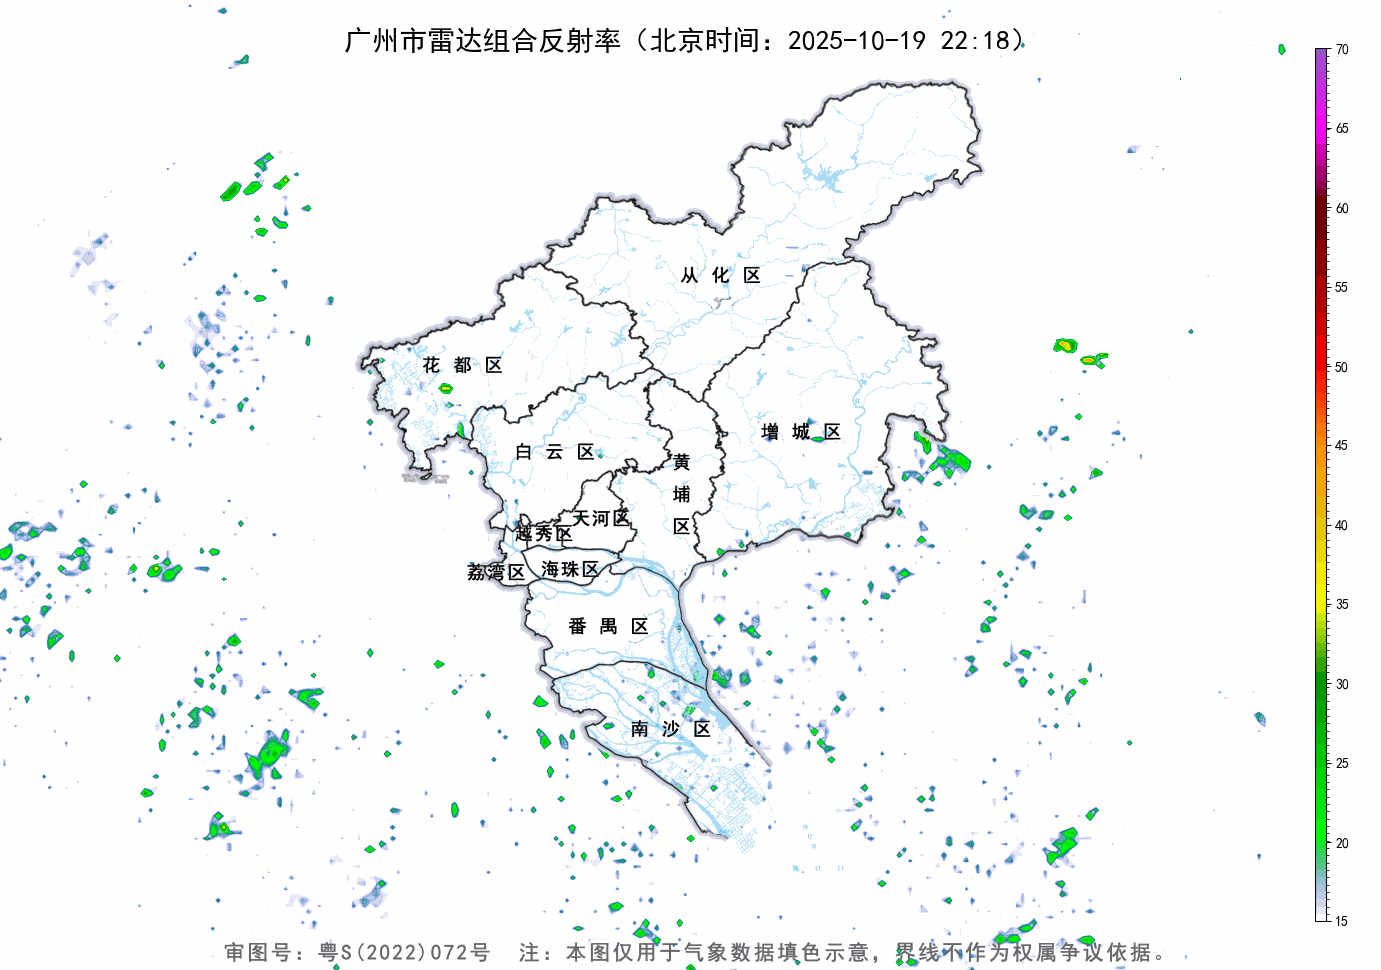 广州市雷达组合反射率（北京时间：2025-10-19 22:18）
70
65
60
55
50
45
40
35
30
25
20
15
从化区
花都区
增城区
白云区
黄埔区
天河区
越秀区
荔湾区
海珠区
番禺区
南沙区
审图号：粤S(2022)072号 注：本图仅用于气象数据填色示意，界线不作为权属争议依据。